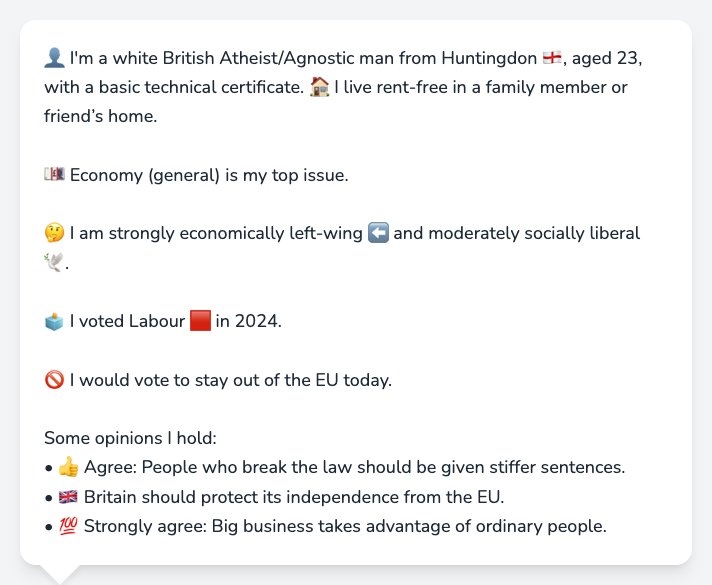 👤 I'm a white British Atheist/Agnostic man from Huntingdon 🏴󠁧󠁢󠁥󠁮󠁧󠁿, aged 23,
with a basic technical certificate. 🏠 I live rent-free in a family member or
friend’s home.
💷 Economy (general) is my top issue.
🤔 I am strongly economically left-wing ⬅️ and moderately socially liberal
🕊️.
🗳️ I voted Labour 🟥 in 2024.
🚫 I would vote to stay out of the EU today.
Some opinions I hold:
• 👍 Agree: People who break the law should be given stiffer sentences.
• 🇬🇧 Britain should protect its independence from the EU.
• 💯 Strongly agree: Big business takes advantage of ordinary people.